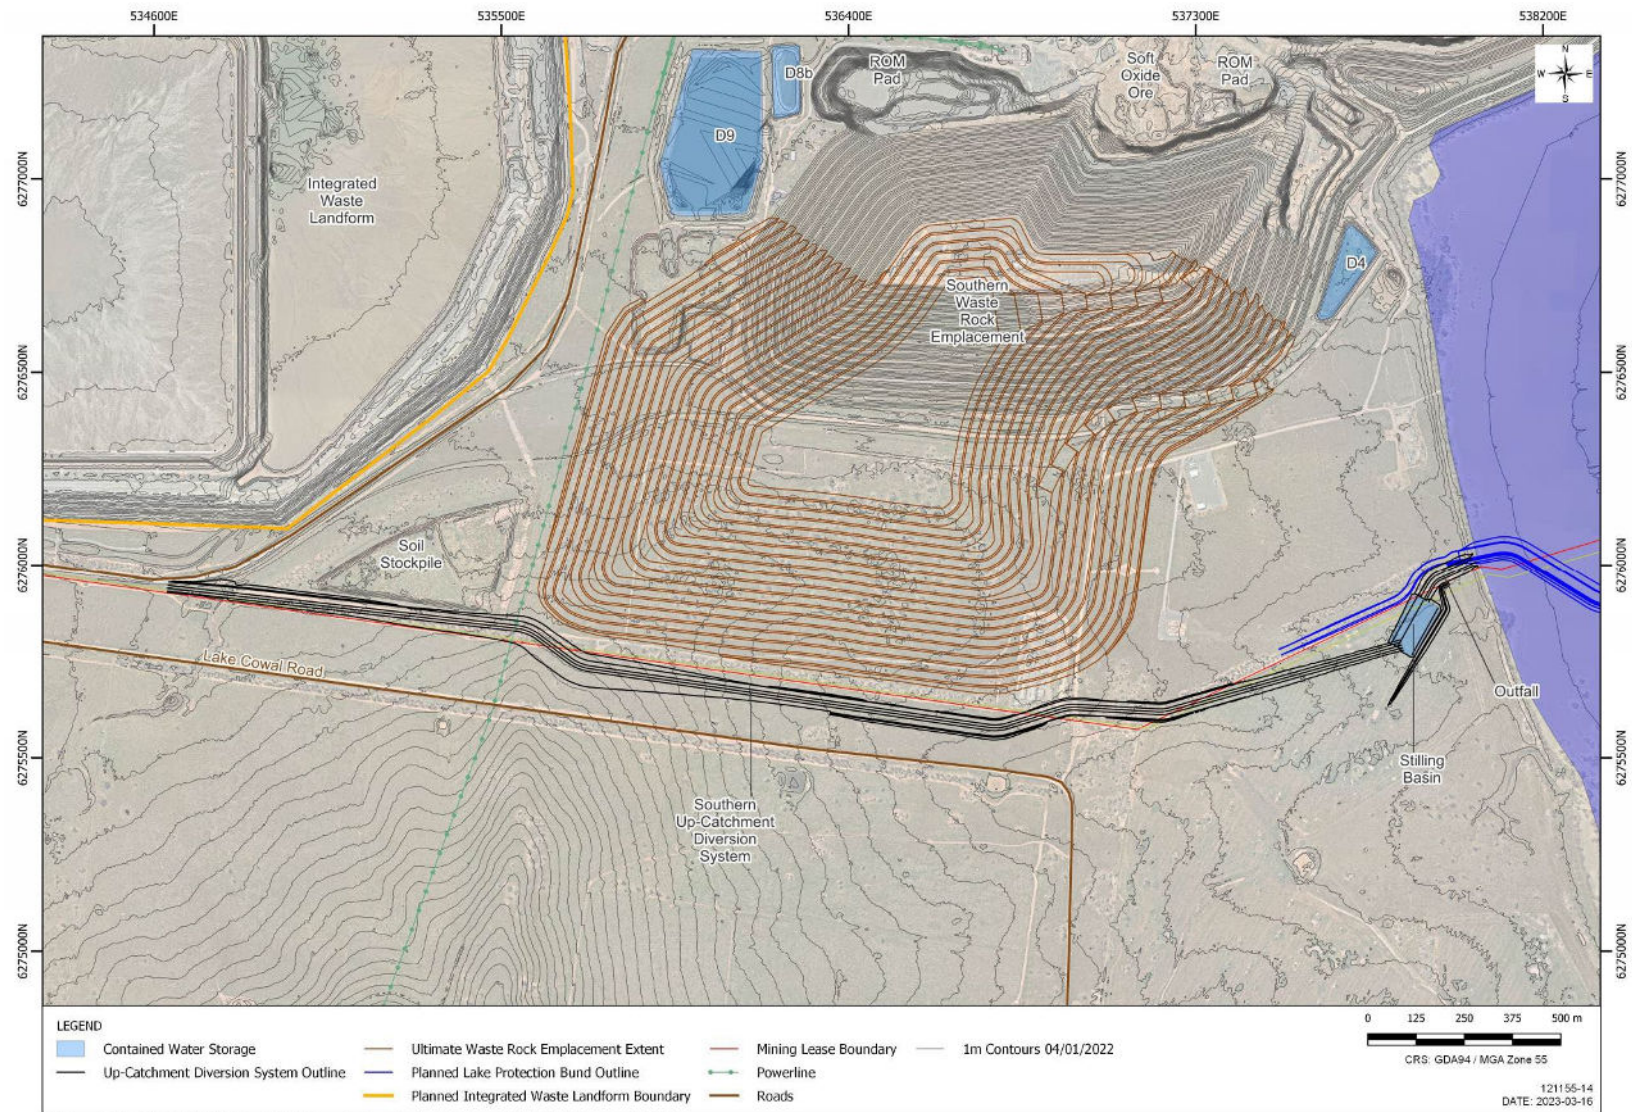 534600E
535500E
536400E
537300E
538200E
N
W
E
S
6277000N
6276500N
6276000N
6275500N
6275000N
6277000N
6276500N
6276000N
6275500N
6275000N
D8b
ROM
Pad
Soft
Oxide
Ore
ROM
Pad
D9
Integrated
Waste
Landform
D4
Southern
Waste
Rock
Emplacement
Soil
Stockpile
Lake Cowal Road
Outfall
Stilling
Basin
Southern
Up-Catchment
Diversion
System
LEGEND
Contained Water Storage
Up-Catchment Diversion System Outline
Ultimate Waste Rock Emplacement Extent
Planned Lake Protection Bund Outline
Planned Integrated Waste Landform Boundary
Mining Lease Boundary
Powerline
Roads
1m Contours 04/01/2022
0 125 250 375 500 m
CRS: GDA94 / MGA Zone 55
121155-14
DATE: 2023-03-16